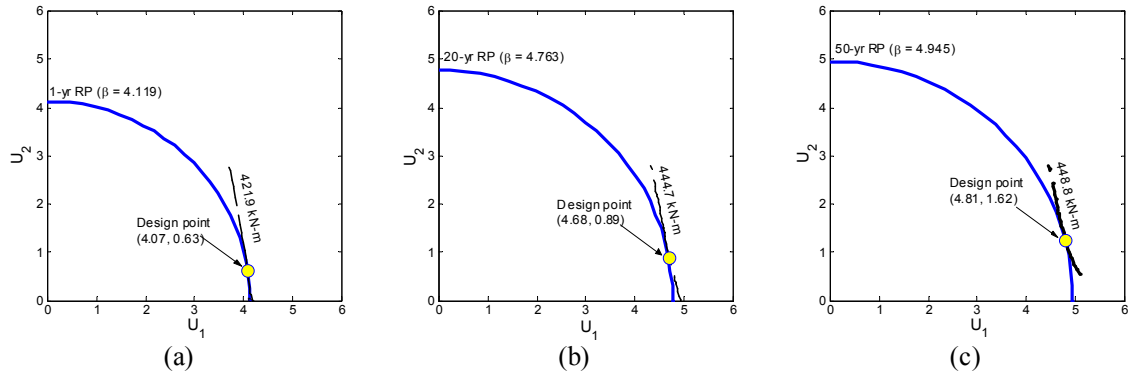 6
5
4
3
2
1
0
U2
1-yr RP (β = 4.119)
421.9 kN-m
Design point
(4.07, 0.63)
0 1 2 3 4 5 6
U1
(a)
6
5
4
3
2
1
0
U2
20-yr RP (β = 4.763)
444.7 kN-m
Design point
(4.68, 0.89)
0 1 2 3 4 5 6
U1
(b)
6
5
4
3
2
1
0
U2
50-yr RP (β = 4.945)
448.8 kN-m
Design point
(4.81, 1.62)
0 1 2 3 4 5 6
U1
(c)